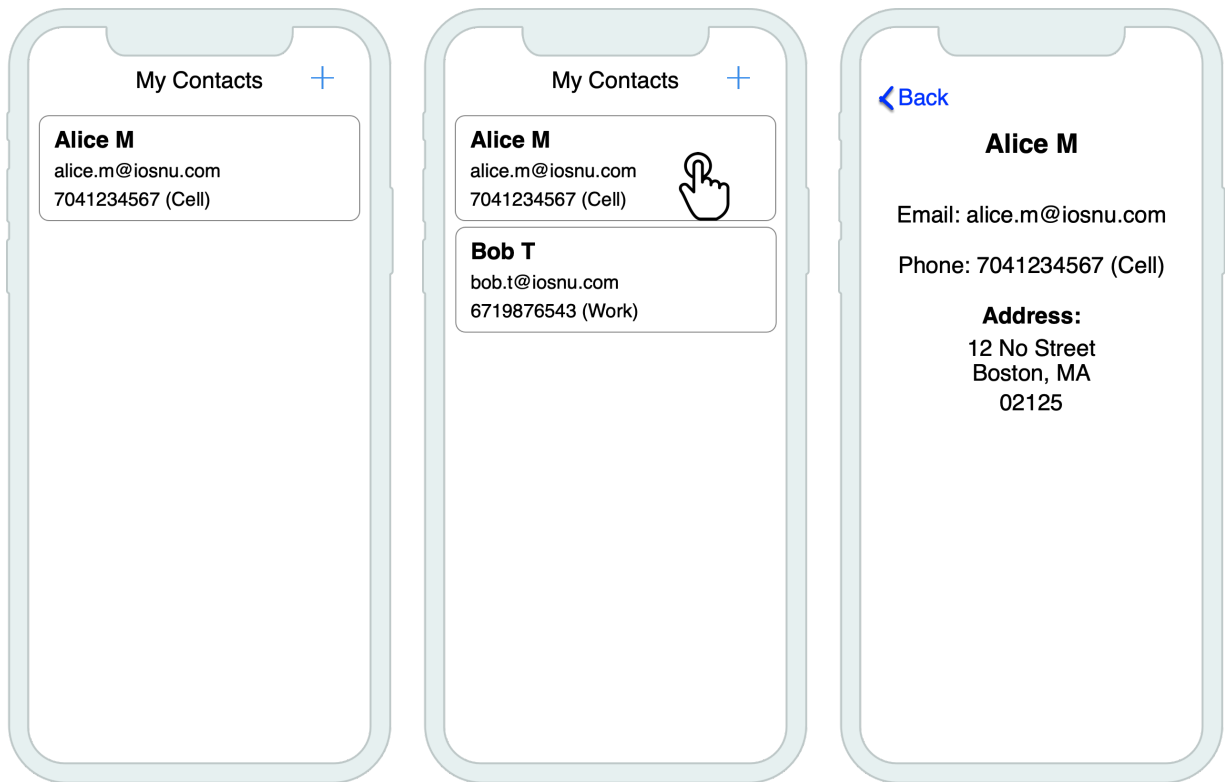 My Contacts
Alice M
alice.m@iosnu.com
7041234567 (Cell)
My Contacts
Alice M
alice.m@iosnu.com
7041234567 (Cell)
Bob T
bob.t@iosnu.com
6719876543 (Work)
Back
Alice M
Email: alice.m@iosnu.com
Phone: 7041234567 (Cell)
Address:
12 No Street
Boston, MA
02125